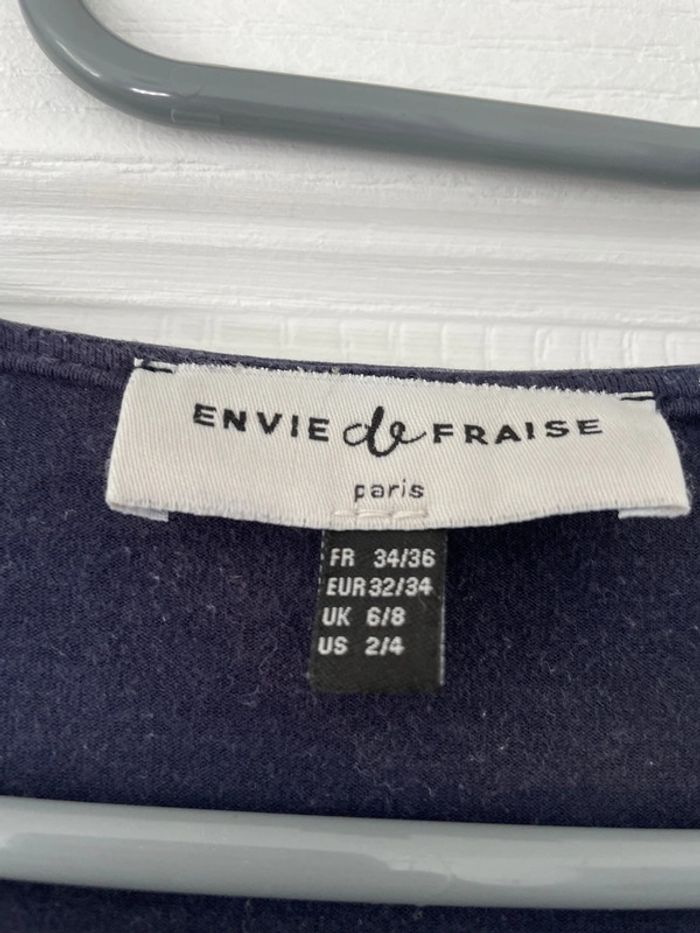 ENVIE de FRAISE
paris
FR 34/36
EUR 32/34
UK 6/8
US 2/4